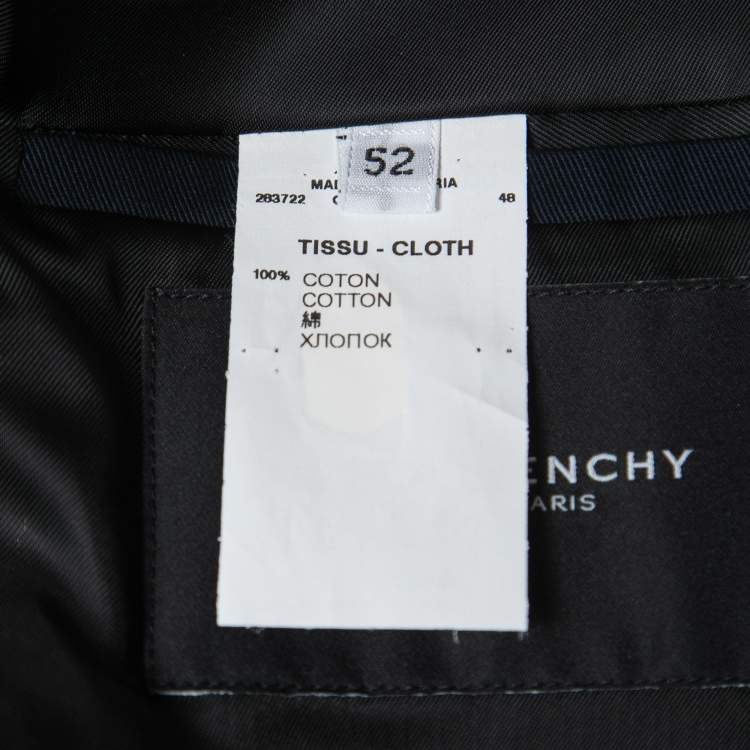 52
283722 48
TISSU - CLOTH
100% COTON
COTTON
綿
ХЛОПОК
ENCHY
ARIS